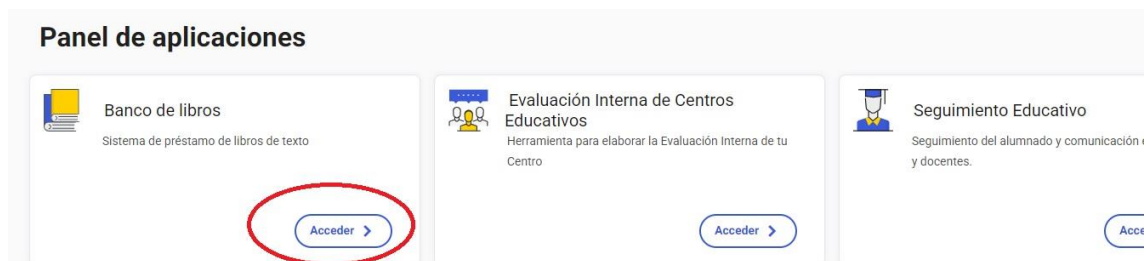 Panel de aplicaciones
Banco de libros
Sistema de préstamo de libros de texto
Acceder
Evaluación Interna de Centros
Educativos
Herramienta para elaborar la Evaluación Interna de tu
Centro
Acceder
Seguimiento Educativo
Seguimiento del alumnado y comunicación
y docentes.